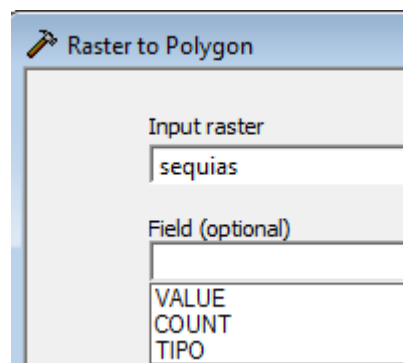 Raster to Polygon
Input raster
sequias
Field (optional)
VALUE
COUNT
TIPO